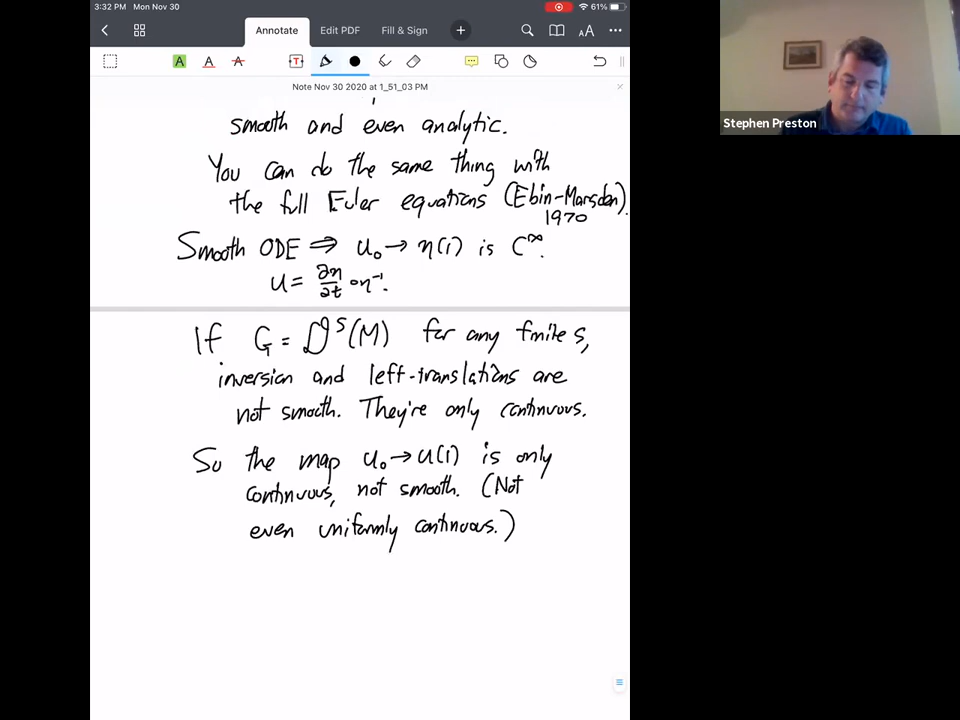 3:32 PM Mon Nov 30
61%
Annotate
Edit PDF
Fill & Sign
Note Nov 30 2020 at 1_51_03 PM
smooth and even analytic.
You can do the same thing with
the full Euler equations (Ebin-Marsden).
1970
Smooth ODE ⇒ u₀ → η(1) is C^∞.
u = ∂η/∂t ∘ η⁻¹.
If G = 𝒟^s(M) for any finite s,
inversion and left-translations are
not smooth. They're only continuous.
So the map u₀ → u(1) is only
continuous, not smooth. (Not
even uniformly continuous.)
Stephen Preston